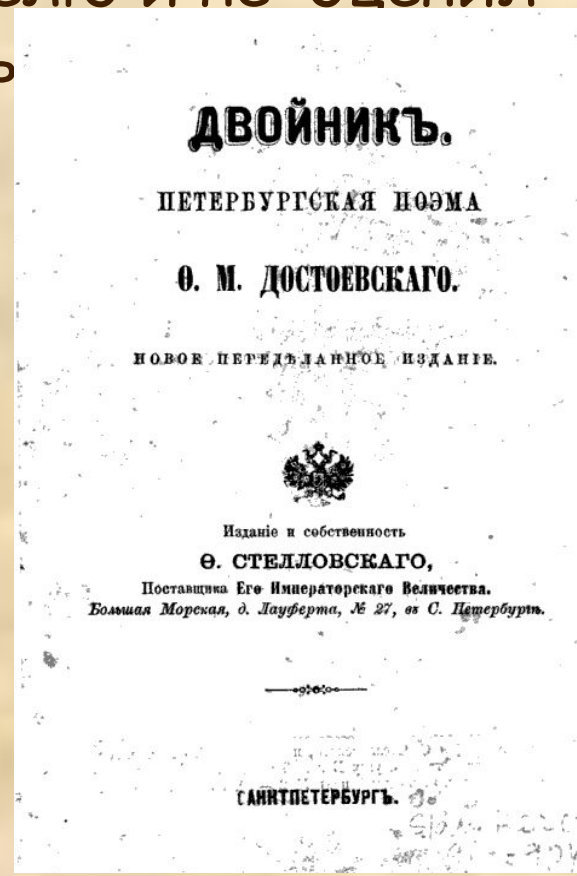 ДВОЙНИКЪ.
ПЕТЕРБУРГСКАЯ ПОЭМА
Ѳ. М. ДОСТОЕВСКАГО.
НОВОЕ ПЕРЕДѢЛАННОЕ ИЗДАНІЕ.
Изданіе и собственность
Ѳ. СТЕЛЛОВСКАГО,
Поставщика Его Императорскаго Величества.
Большая Морская, д. Лауферта, № 27, въ С. Петербургѣ.
САНКТПЕТЕРБУРГЪ.